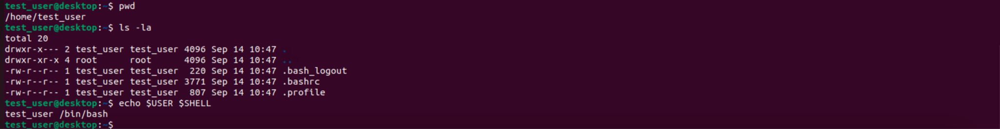 test_user@desktop:~$ pwd
/home/test_user
test_user@desktop:~$ ls -la
total 20
drwxr-x--- 2 test_user test_user 4096 Sep 14 10:47 .
drwxr-xr-x 4 root      root      4096 Sep 14 10:47 ..
-rw-r--r-- 1 test_user test_user  220 Sep 14 10:47 .bash_logout
-rw-r--r-- 1 test_user test_user 3771 Sep 14 10:47 .bashrc
-rw-r--r-- 1 test_user test_user  807 Sep 14 10:47 .profile
test_user@desktop:~$ echo $USER $SHELL
test_user /bin/bash
test_user@desktop:~$